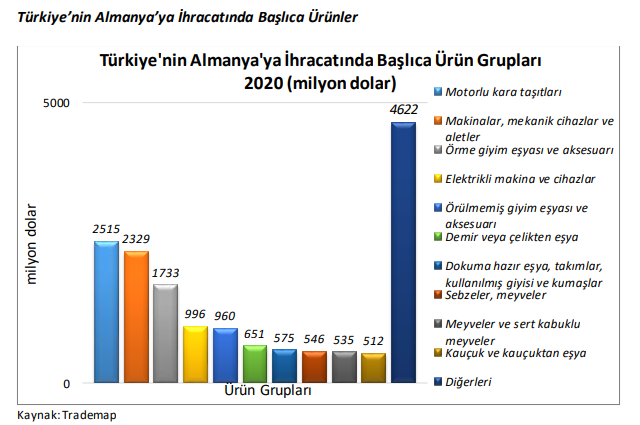 Türkiye’nin Almanya’ya İhracatında Başlıca Ürünler
Türkiye'nin Almanya'ya İhracatında Başlıca Ürün Grupları
2020 (milyon dolar)
5000
milyon dolar
0
2515
2329
1733
996
960
651
575
546
535
512
4622
Ürün Grupları
Motorlu kara taşıtları
Makinalar, mekanik cihazlar ve
aletler
Örme giyim eşyası ve aksesuarı
Elektrikli makina ve cihazlar
Örülmemiş giyim eşyası ve
aksesuarı
Demir veya çelikten eşya
Dokuma hazır eşya, takımlar,
kullanılmış giyisi ve kumaşlar
Sebzeler, meyveler
Meyveler ve sert kabuklu
meyveler
Kauçuk ve kauçuktan eşya
Diğerleri
Kaynak: Trademap